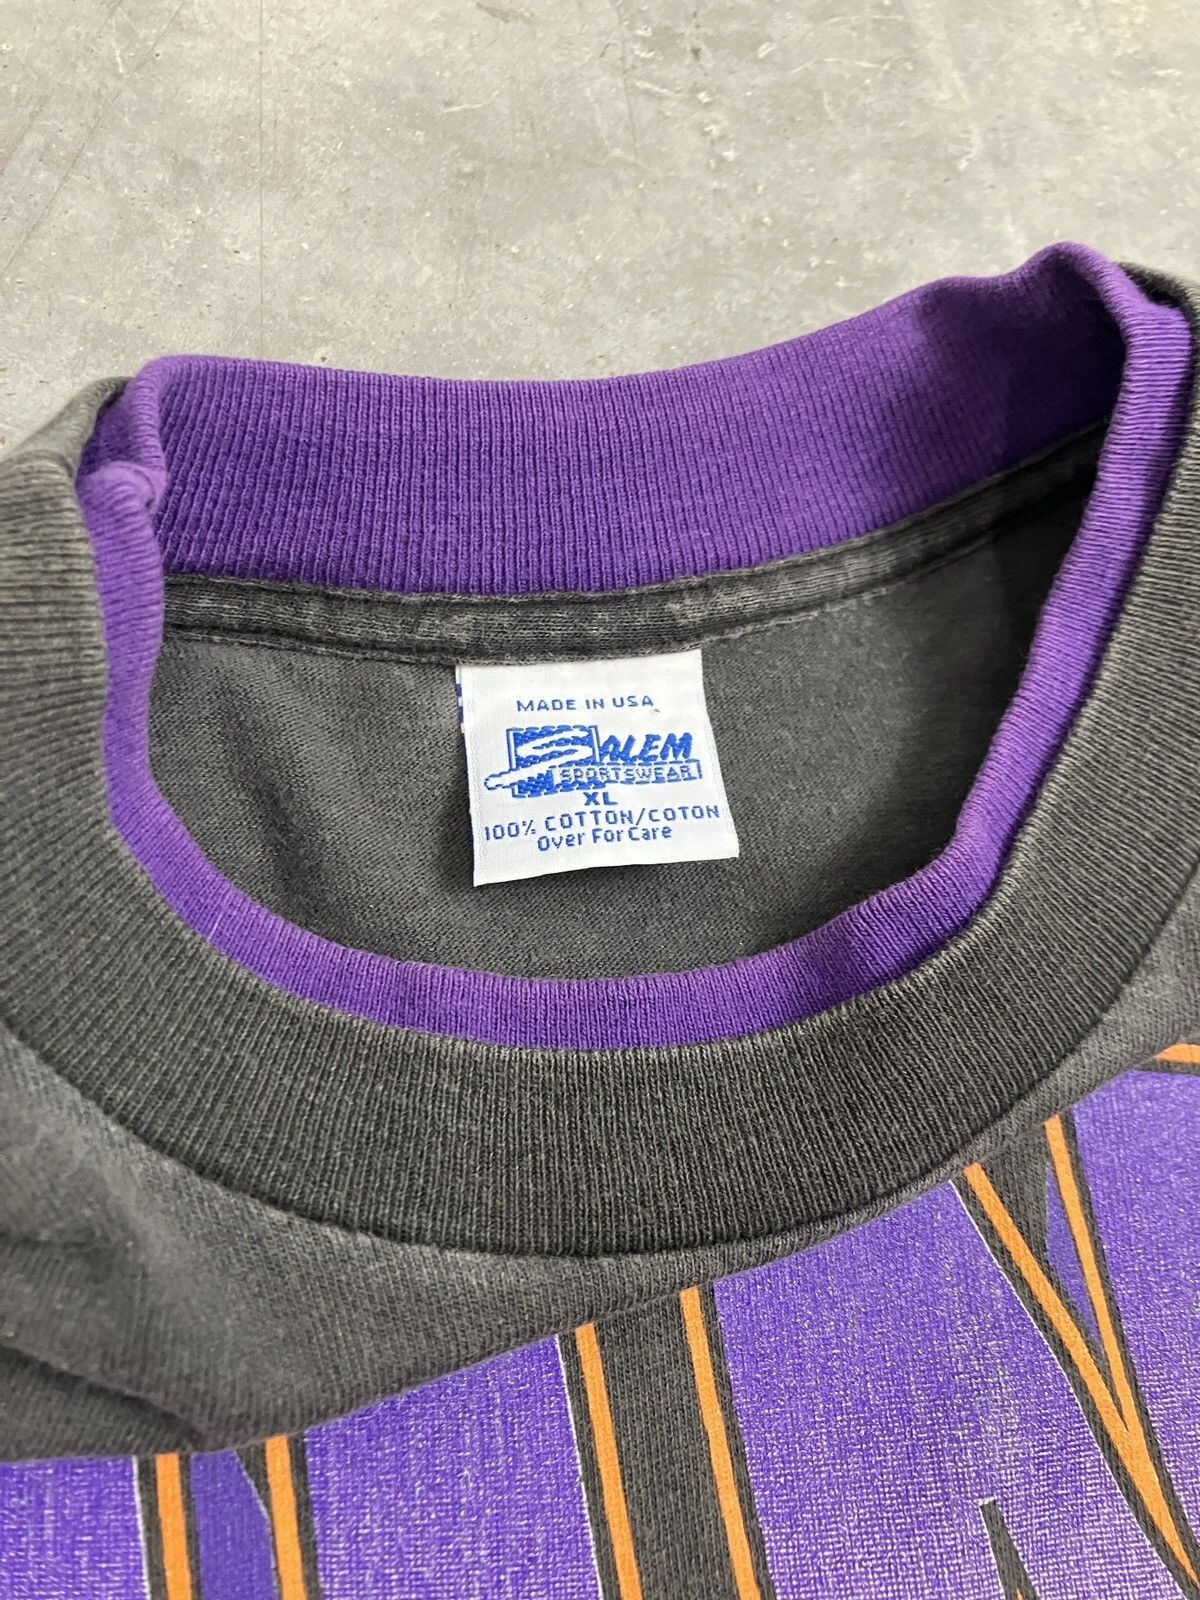 MADE IN USA
SALEM
SPORTSWEAR
XL
100% COTTON/COTON
Over For Care